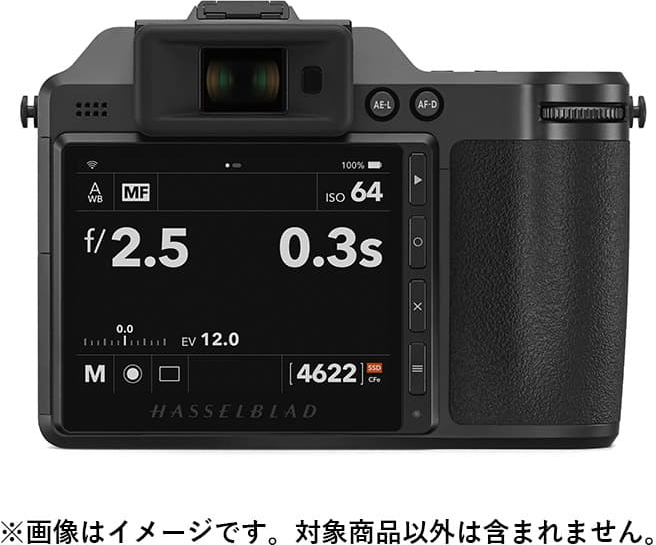 AE-L AF-D
100%
A WB MF ISO 64
f/2.5 0.3s
0.0
EV 12.0
M [4622] SSD CFe
HASSELBLAD
※画像はイメージです。対象商品以外は含まれません。